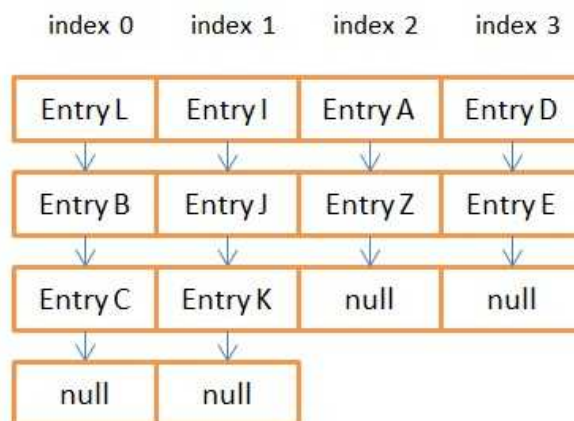 index 0 index 1 index 2 index 3
Entry L Entry I Entry A Entry D
Entry B Entry J Entry Z Entry E
Entry C Entry K null null
null null